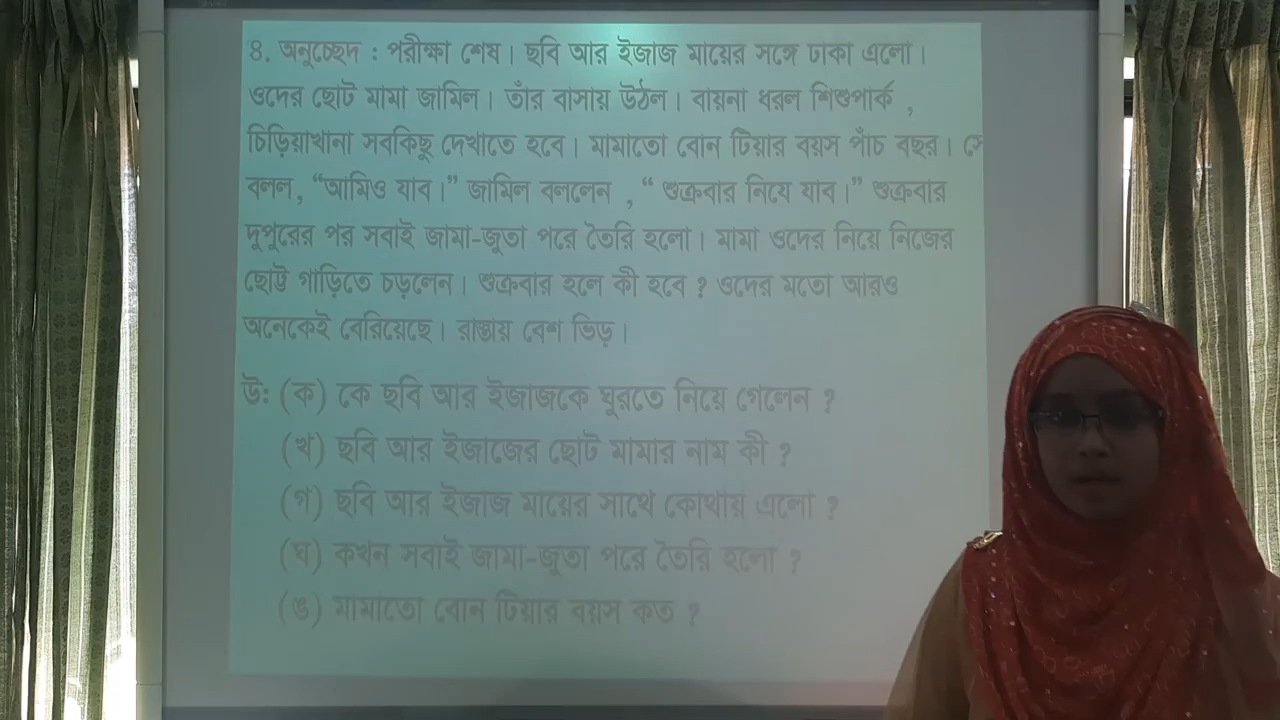 ৪. অনুচ্ছেদ : পরীক্ষা শেষ। ছবি আর ইজাজ মায়ের সঙ্গে ঢাকা এলো।
ওদের ছোট মামা জামিল। তাঁর বাসায় উঠল। বায়না ধরল শিশুপার্ক ,
চিড়িয়াখানা সবকিছু দেখাতে হবে। মামাতো বোন টিয়ার বয়স পাঁচ বছর। সে
বলল, “আমিও যাব।” জামিল বললেন , “ শুক্রবার নিযে যাব।” শুক্রবার
দুপুরের পর সবাই জামা-জুতা পরে তৈরি হলো। মামা ওদের নিয়ে নিজের
ছোট্ট গাড়িতে চড়লেন। শুক্রবার হলে কী হবে ? ওদের মতো আরও
অনেকেই বেরিয়েছে। রাস্তায় বেশ ভিড়।
উ: (ক) কে ছবি আর ইজাজকে ঘুরতে নিয়ে গেলেন ?
(খ) ছবি আর ইজাজের ছোট মামার নাম কী ?
(গ) ছবি আর ইজাজ মায়ের সাথে কোথায় এলো ?
(ঘ) কখন সবাই জামা-জুতা পরে তৈরি হলো ?
(ঙ) মামাতো বোন টিয়ার বয়স কত ?